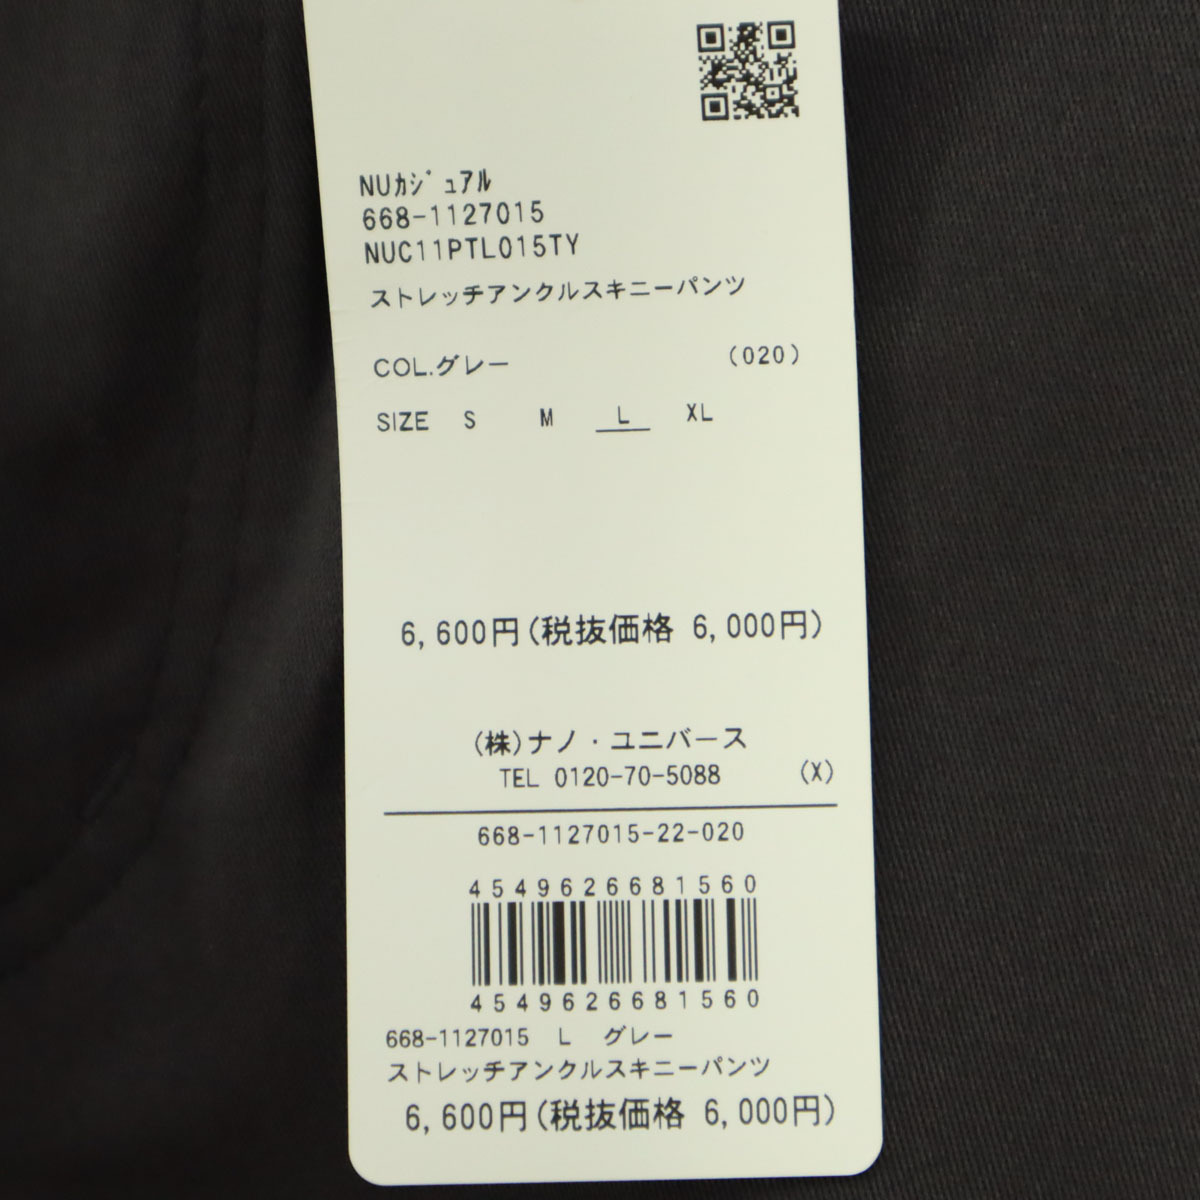 NUｶｼﾞｭｱﾙ
668-1127015
NUC11PTL015TY
ストレッチアンクルスキニーパンツ
COL.グレー (020)
SIZE S M L XL
6,600円(税抜価格 6,000円)
(株)ナノ・ユニバース
TEL 0120-70-5088 (X)
668-1127015-22-020
4549626681560
4549626681560
668-1127015 L グレー
ストレッチアンクルスキニーパンツ
6,600円(税抜価格 6,000円)